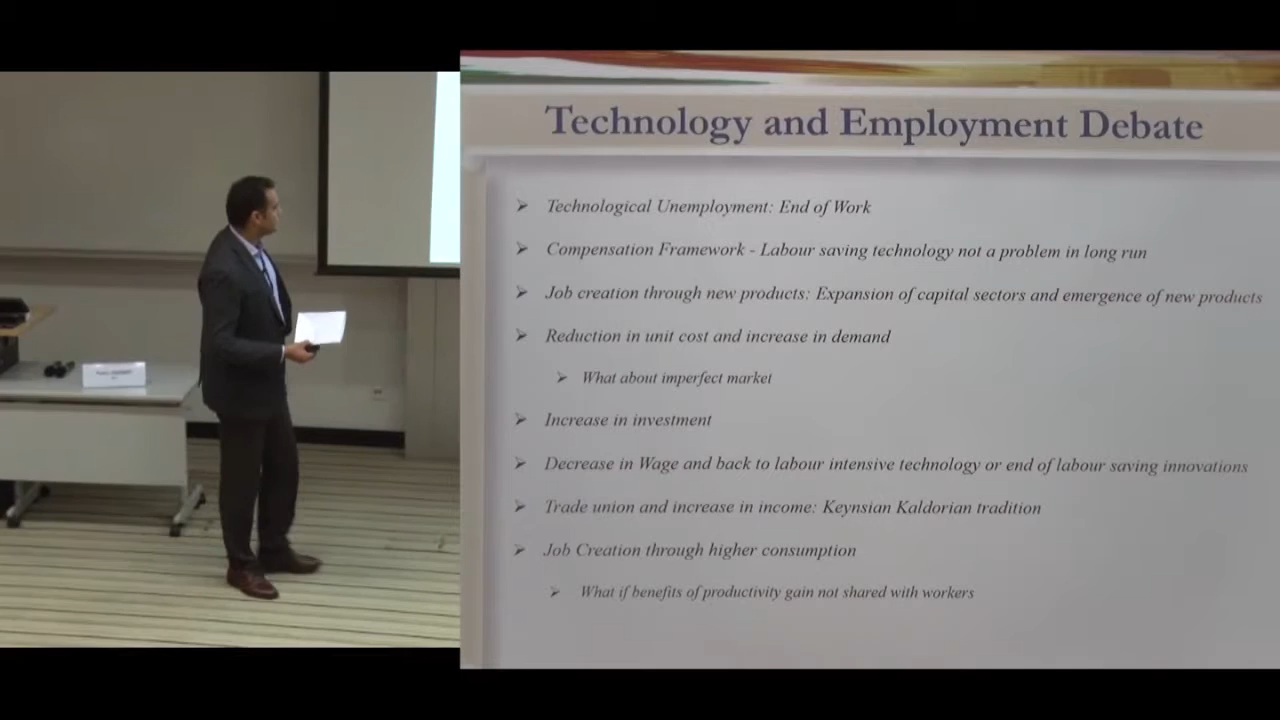 Technology and Employment Debate
Technological Unemployment: End of Work
Compensation Framework - Labour saving technology not a problem in long run
Job creation through new products: Expansion of capital sectors and emergence of new products
Reduction in unit cost and increase in demand
What about imperfect market
Increase in investment
Decrease in Wage and back to labour intensive technology or end of labour saving innovations
Trade union and increase in income: Keynsian Kaldorian tradition
Job Creation through higher consumption
What if benefits of productivity gain not shared with workers